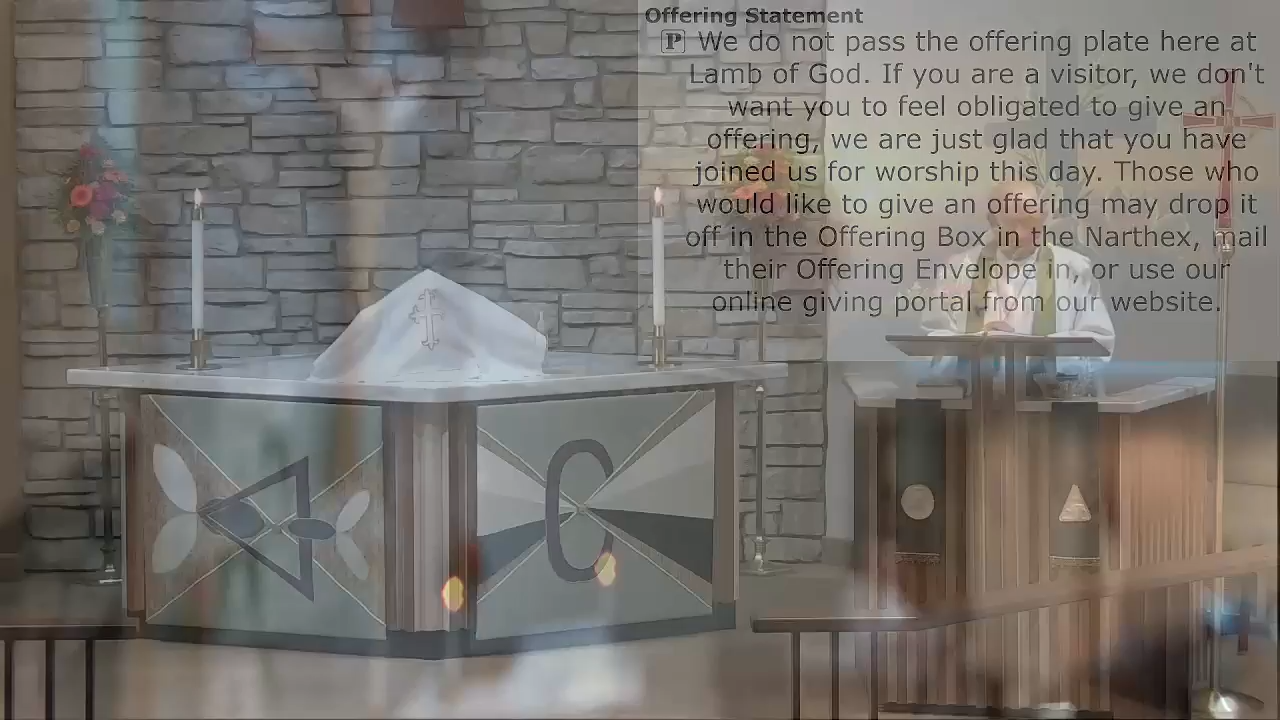 Offering Statement
P We do not pass the offering plate here at
Lamb of God. If you are a visitor, we don't
want you to feel obligated to give an
offering, we are just glad that you have
joined us for worship this day. Those who
would like to give an offering may drop it
off in the Offering Box in the Narthex, mail
their Offering Envelope in, or use our
online giving portal from our website.